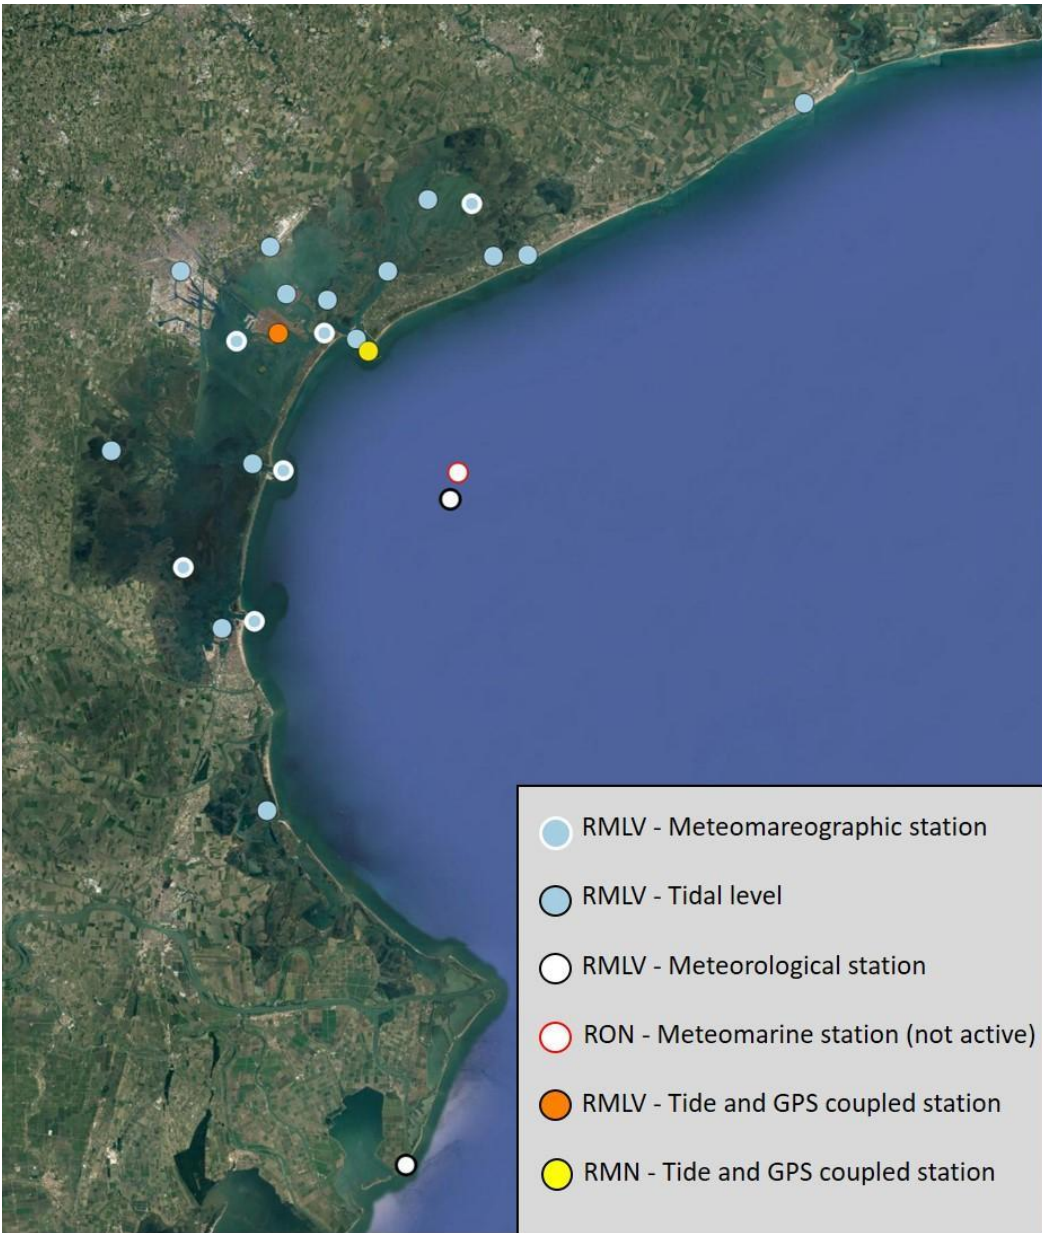 RMLV - Meteomareographic station
RMLV - Tidal level
RMLV - Meteorological station
RON - Meteomarine station (not active)
RMLV - Tide and GPS coupled station
RMN - Tide and GPS coupled station